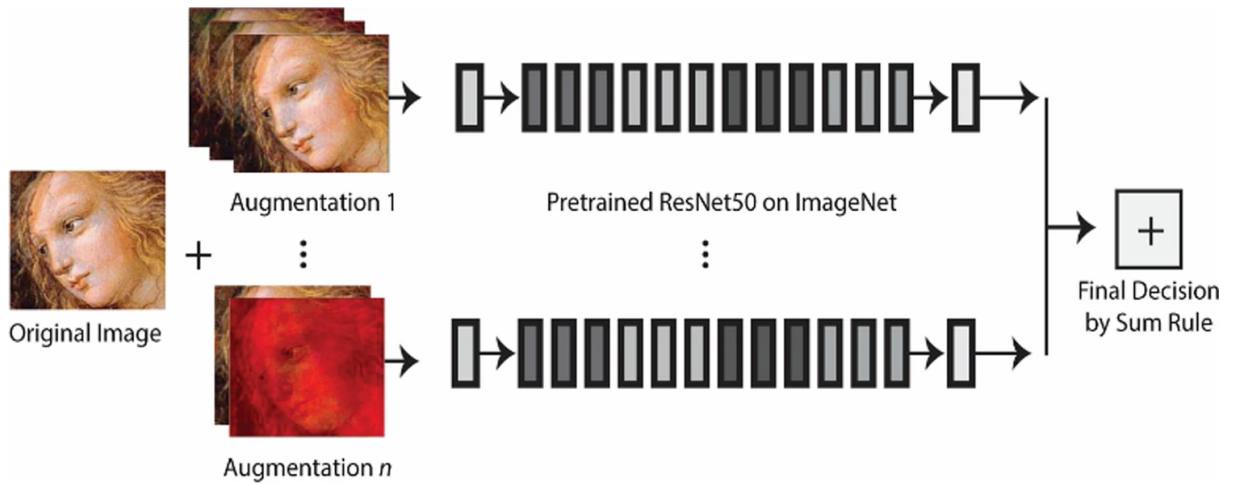 Augmentation 1
Pretrained ResNet50 on ImageNet
+
Original Image
+
Final Decision
by Sum Rule
Augmentation n